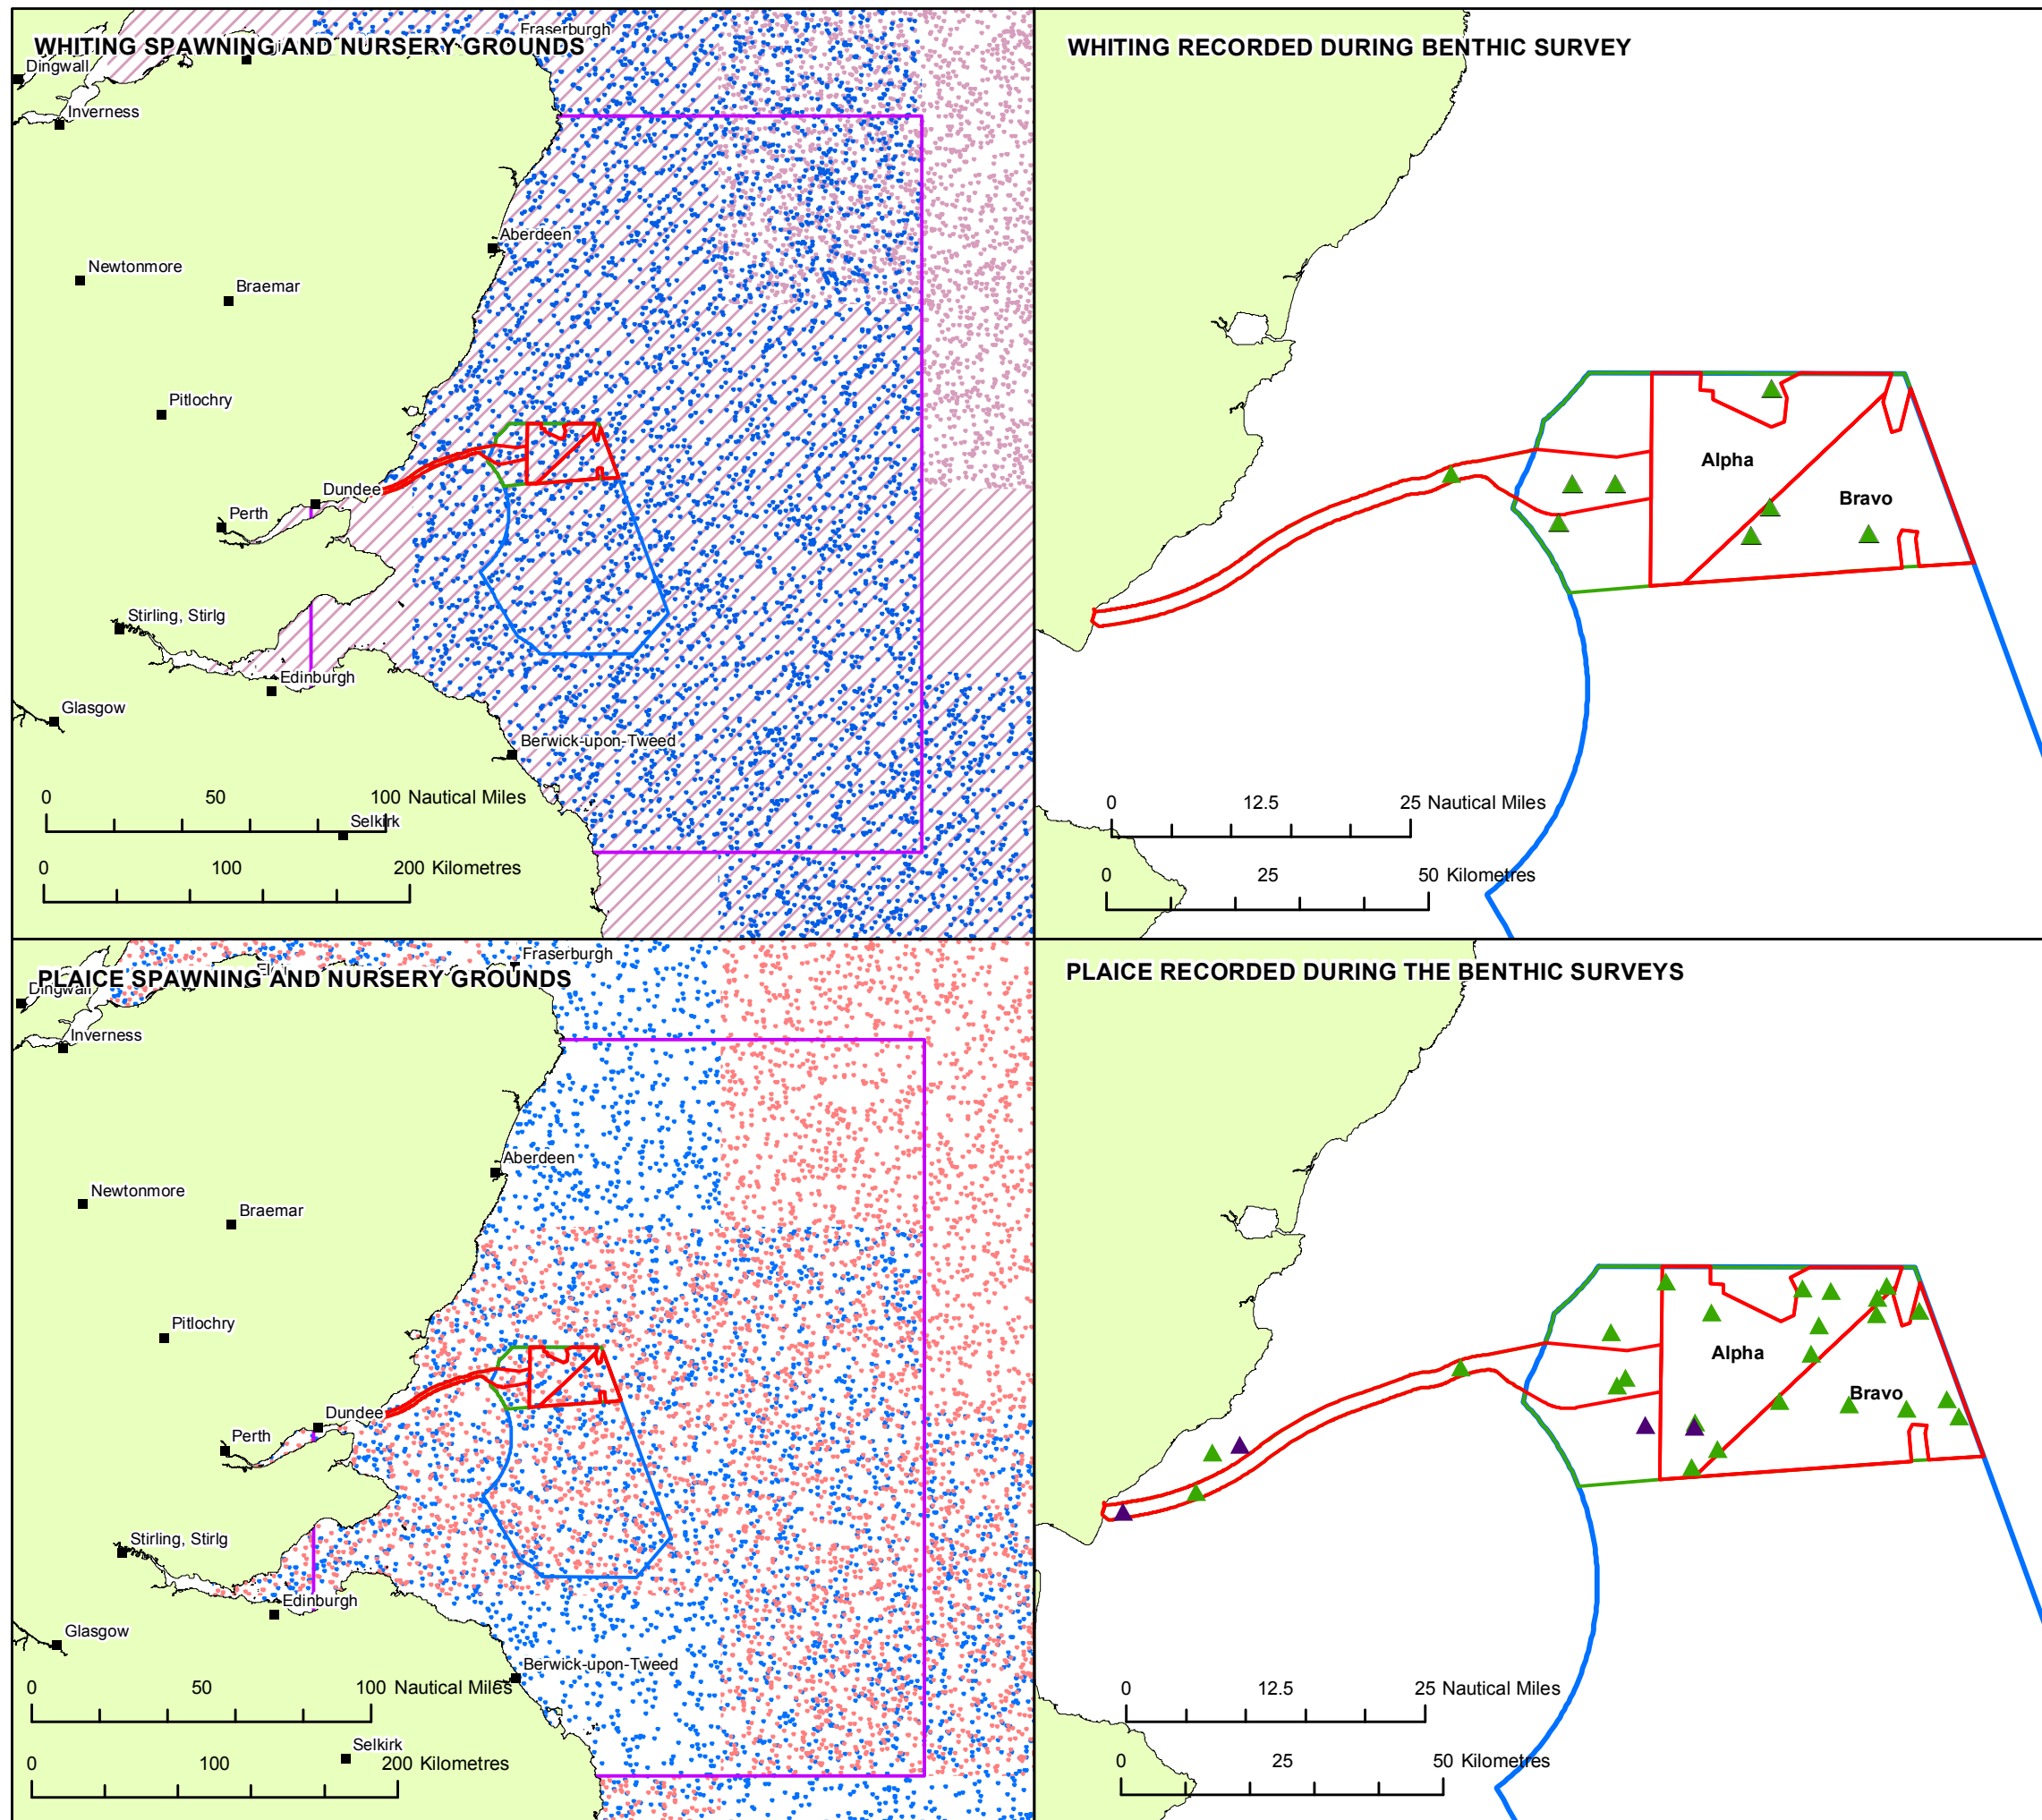 Fraserburgh
WHITING SPAWNING AND NURSERY GROUNDS
Dingwall
Inverness
Aberdeen
Newtonmore
Braemar
Pitlochry
Dundee
Perth
Stirling, Stirlg
Edinburgh
Glasgow
Berwick-upon-Tweed
0 50 100 Nautical Miles
Selkirk
0 100 200 Kilometres
WHITING RECORDED DURING BENTHIC SURVEY
Alpha
Bravo
0 12.5 25 Nautical Miles
0 25 50 Kilometres
Fraserburgh
PLAICE SPAWNING AND NURSERY GROUNDS
Dingwall
Inverness
Aberdeen
Newtonmore
Braemar
Pitlochry
Dundee
Perth
Stirling, Stirlg
Edinburgh
Glasgow
Berwick-upon-Tweed
0 50 100 Nautical Miles
Selkirk
0 100 200 Kilometres
PLAICE RECORDED DURING THE BENTHIC SURVEYS
Alpha
Bravo
0 12.5 25 Nautical Miles
0 25 50 Kilometres